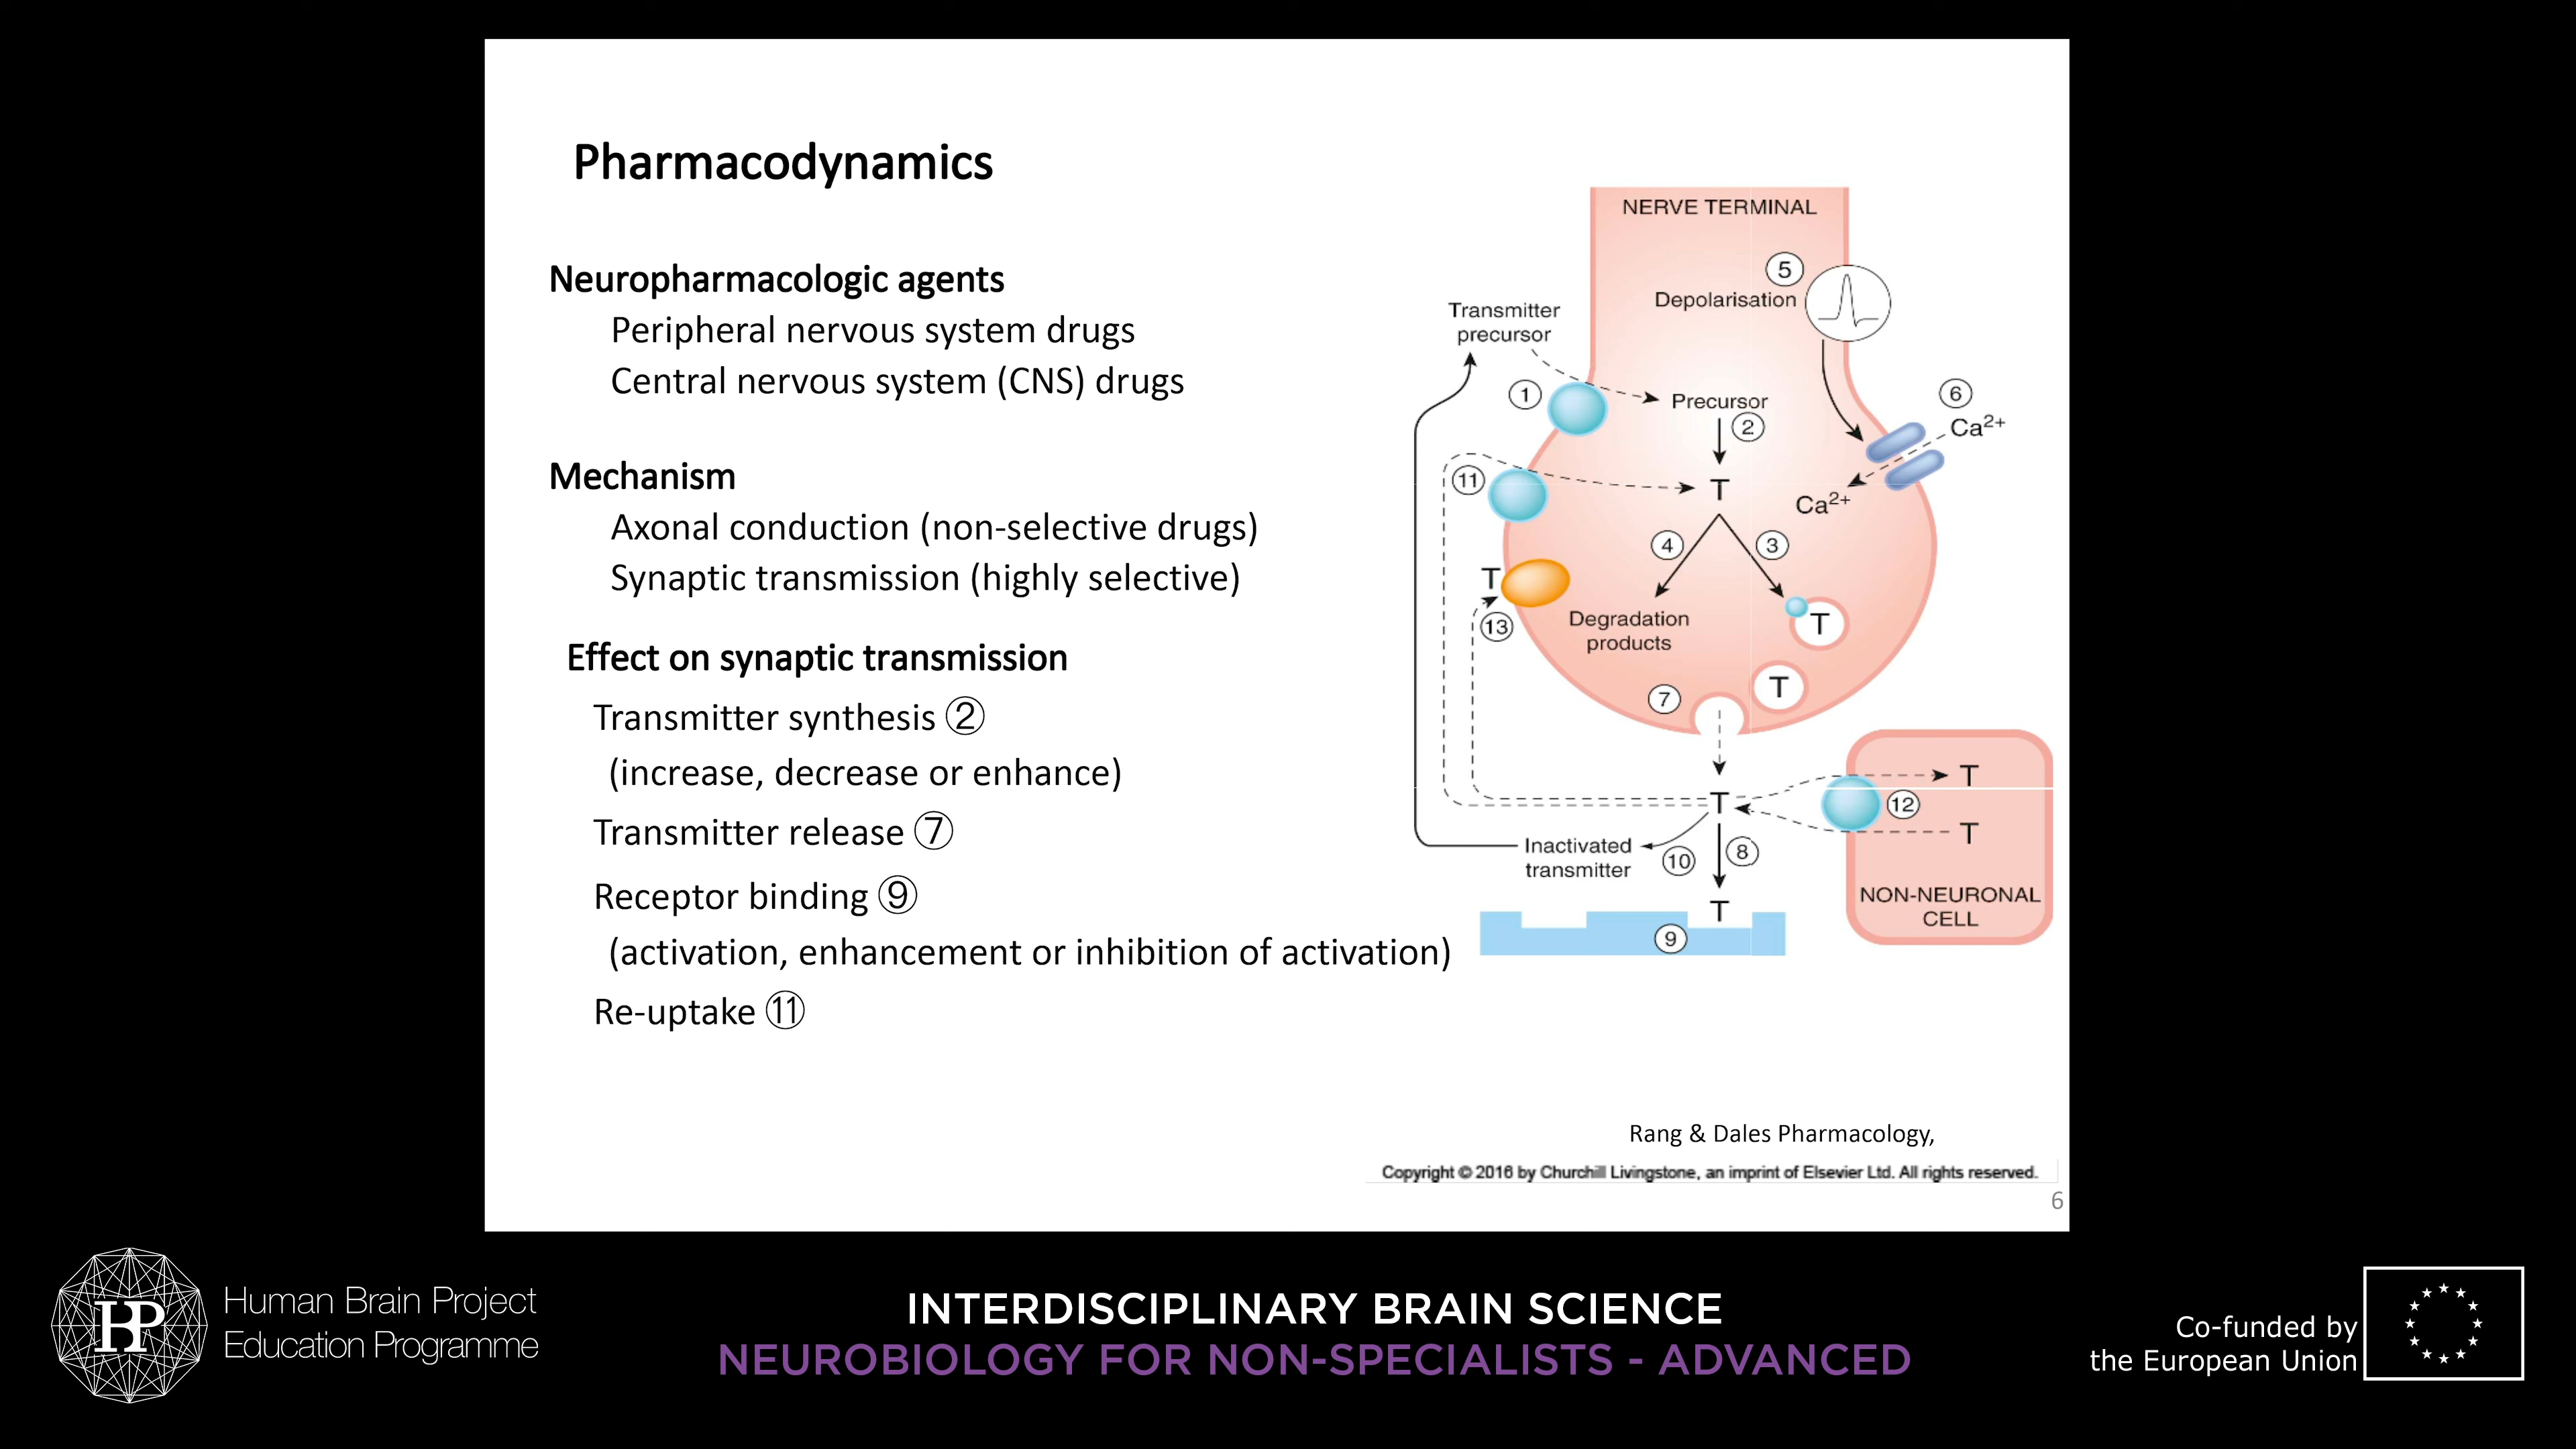 Pharmacodynamics
Neuropharmacologic agents
Peripheral nervous system drugs
Central nervous system (CNS) drugs
Mechanism
Axonal conduction (non-selective drugs)
Synaptic transmission (highly selective)
Effect on synaptic transmission
Transmitter synthesis ②
(increase, decrease or enhance)
Transmitter release ⑦
Receptor binding ⑨
(activation, enhancement or inhibition of activation)
Re-uptake ⑪
NERVE TERMINAL
⑤
Depolarisation
Transmitter
precursor
①
Precursor
②
⑥
Ca²⁺
Ca²⁺
⑪
T
④
③
T
⑬
Degradation
products
T
T
⑦
T
T
⑫
T
Inactivated
transmitter
⑩
⑧
T
⑨
NON-NEURONAL
CELL
Rang & Dales Pharmacology,
Copyright © 2016 by Churchill Livingstone, an imprint of Elsevier Ltd. All rights reserved.
6
HBP
Human Brain Project
Education Programme
INTERDISCIPLINARY BRAIN SCIENCE
NEUROBIOLOGY FOR NON-SPECIALISTS - ADVANCED
Co-funded by
the European Union